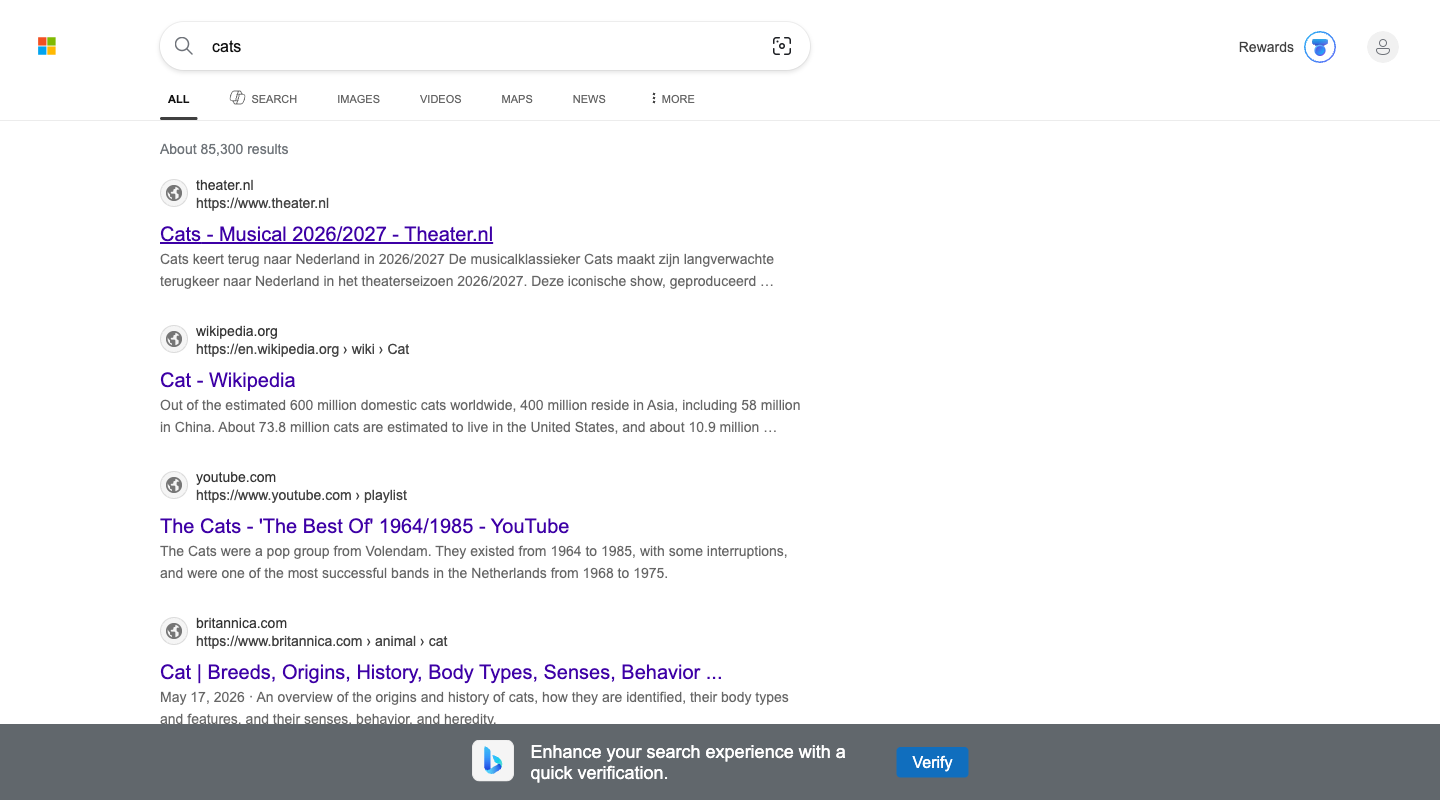 cats
Rewards
ALL
SEARCH
IMAGES
VIDEOS
MAPS
NEWS
MORE
About 85,300 results
theater.nl
https://www.theater.nl
Cats - Musical 2026/2027 - Theater.nl
Cats keert terug naar Nederland in 2026/2027 De musicalklassieker Cats maakt zijn langverwachte
terugkeer naar Nederland in het theaterseizoen 2026/2027. Deze iconische show, geproduceerd …
wikipedia.org
https://en.wikipedia.org › wiki › Cat
Cat - Wikipedia
Out of the estimated 600 million domestic cats worldwide, 400 million reside in Asia, including 58 million
in China. About 73.8 million cats are estimated to live in the United States, and about 10.9 million …
youtube.com
https://www.youtube.com › playlist
The Cats - 'The Best Of' 1964/1985 - YouTube
The Cats were a pop group from Volendam. They existed from 1964 to 1985, with some interruptions,
and were one of the most successful bands in the Netherlands from 1968 to 1975.
britannica.com
https://www.britannica.com › animal › cat
Cat | Breeds, Origins, History, Body Types, Senses, Behavior ...
May 17, 2026 · An overview of the origins and history of cats, how they are identified, their body types
and features, and their senses, behavior, and heredity.
Enhance your search experience with a
quick verification.
Verify